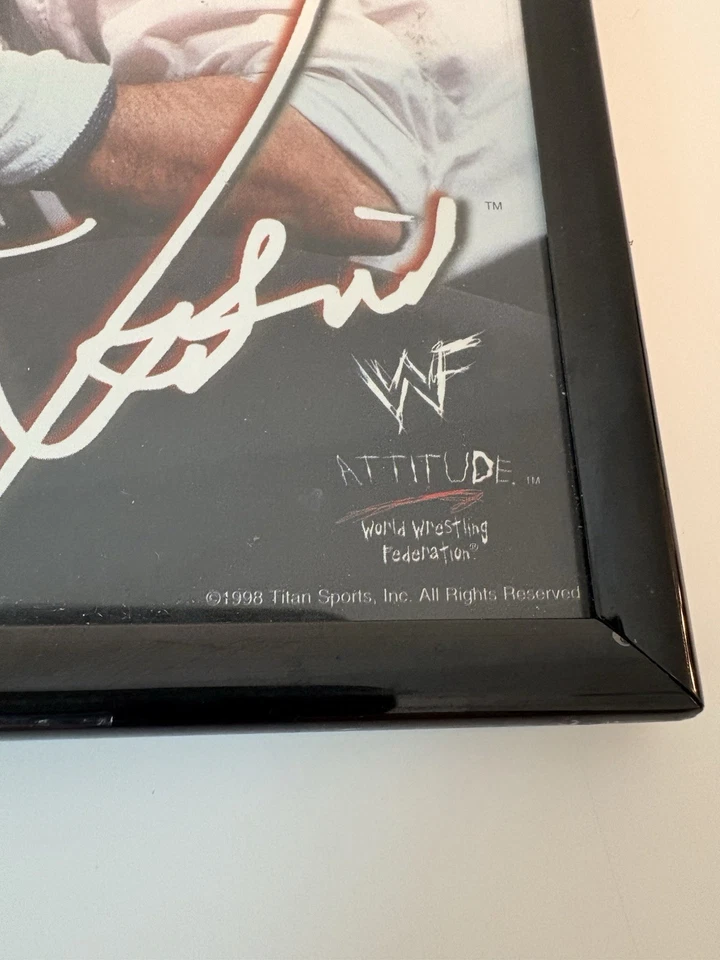 TM
WF
ATTITUDE. TM
World Wrestling
Federation®
©1998 Titan Sports, Inc. All Rights Reserved